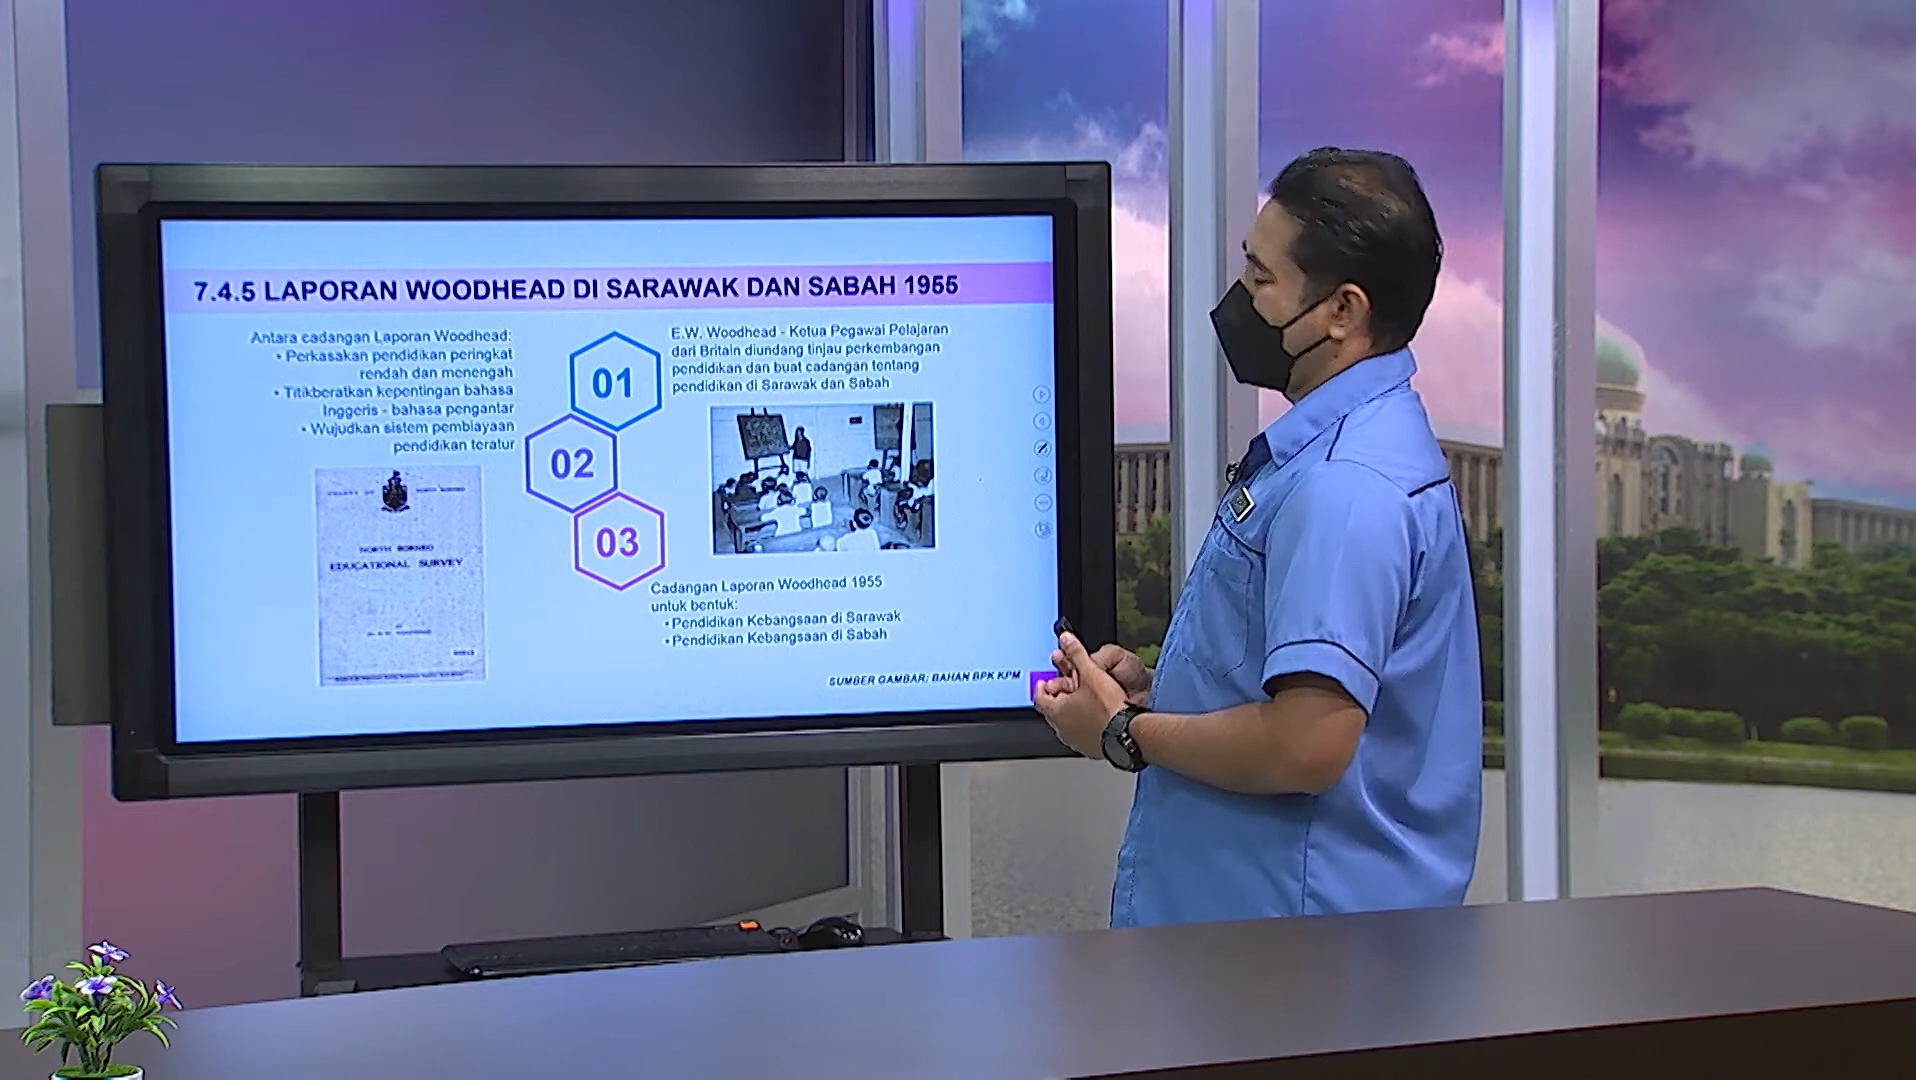 7.4.5 LAPORAN WOODHEAD DI SARAWAK DAN SABAH 1955
Antara cadangan Laporan Woodhead:
• Perkasakan pendidikan peringkat
rendah dan menengah
• Titikberatkan kepentingan bahasa
Inggeris - bahasa pengantar
• Wujudkan sistem pembiayaan
pendidikan teratur
01
E.W. Woodhead - Ketua Pegawai Pelajaran
dari Britain diundang tinjau perkembangan
pendidikan dan buat cadangan tentang
pendidikan di Sarawak dan Sabah
02
COLONY OF NORTH BORNEO
NORTH BORNEO
EDUCATIONAL SURVEY
03
Cadangan Laporan Woodhead 1955
untuk bentuk:
• Pendidikan Kebangsaan di Sarawak
• Pendidikan Kebangsaan di Sabah
SUMBER GAMBAR: BAHAN BPK KPM